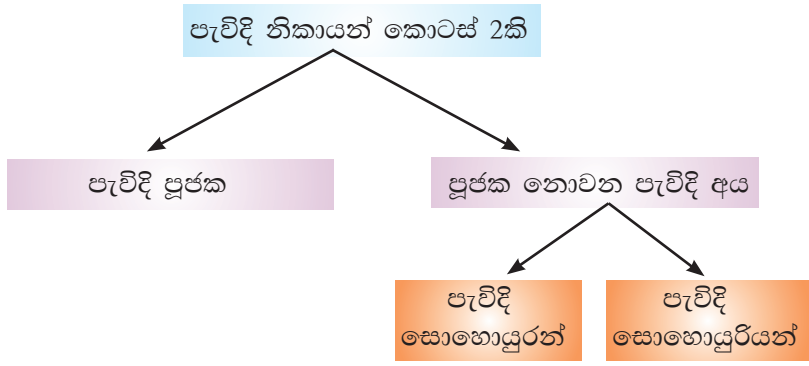 පැවිදි නිකායන් කොටස් 2කි
පැවිදි පූජක
පූජක නොවන පැවිදි අය
පැවිදි
සොහොයුරන්
පැවිදි
සොහොයුරියන්